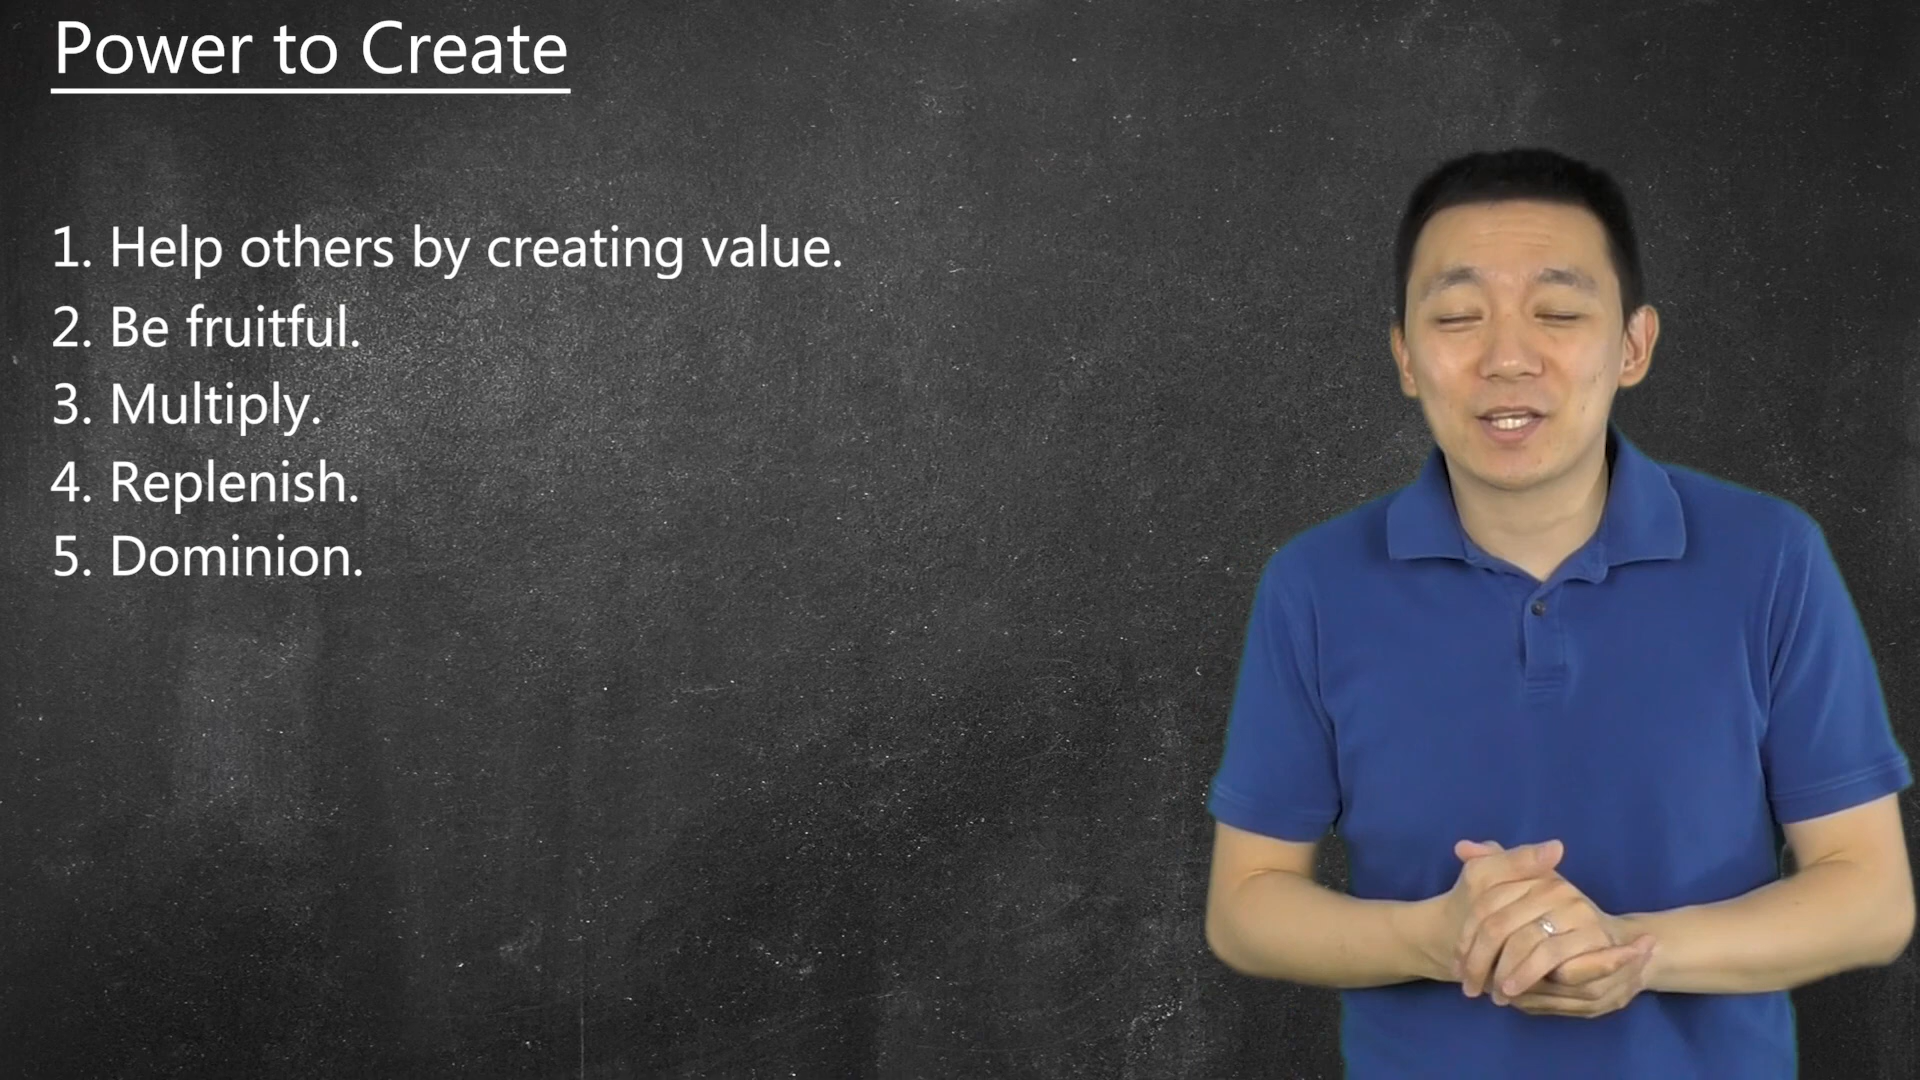 Power to Create
1. Help others by creating value.
2. Be fruitful.
3. Multiply.
4. Replenish.
5. Dominion.